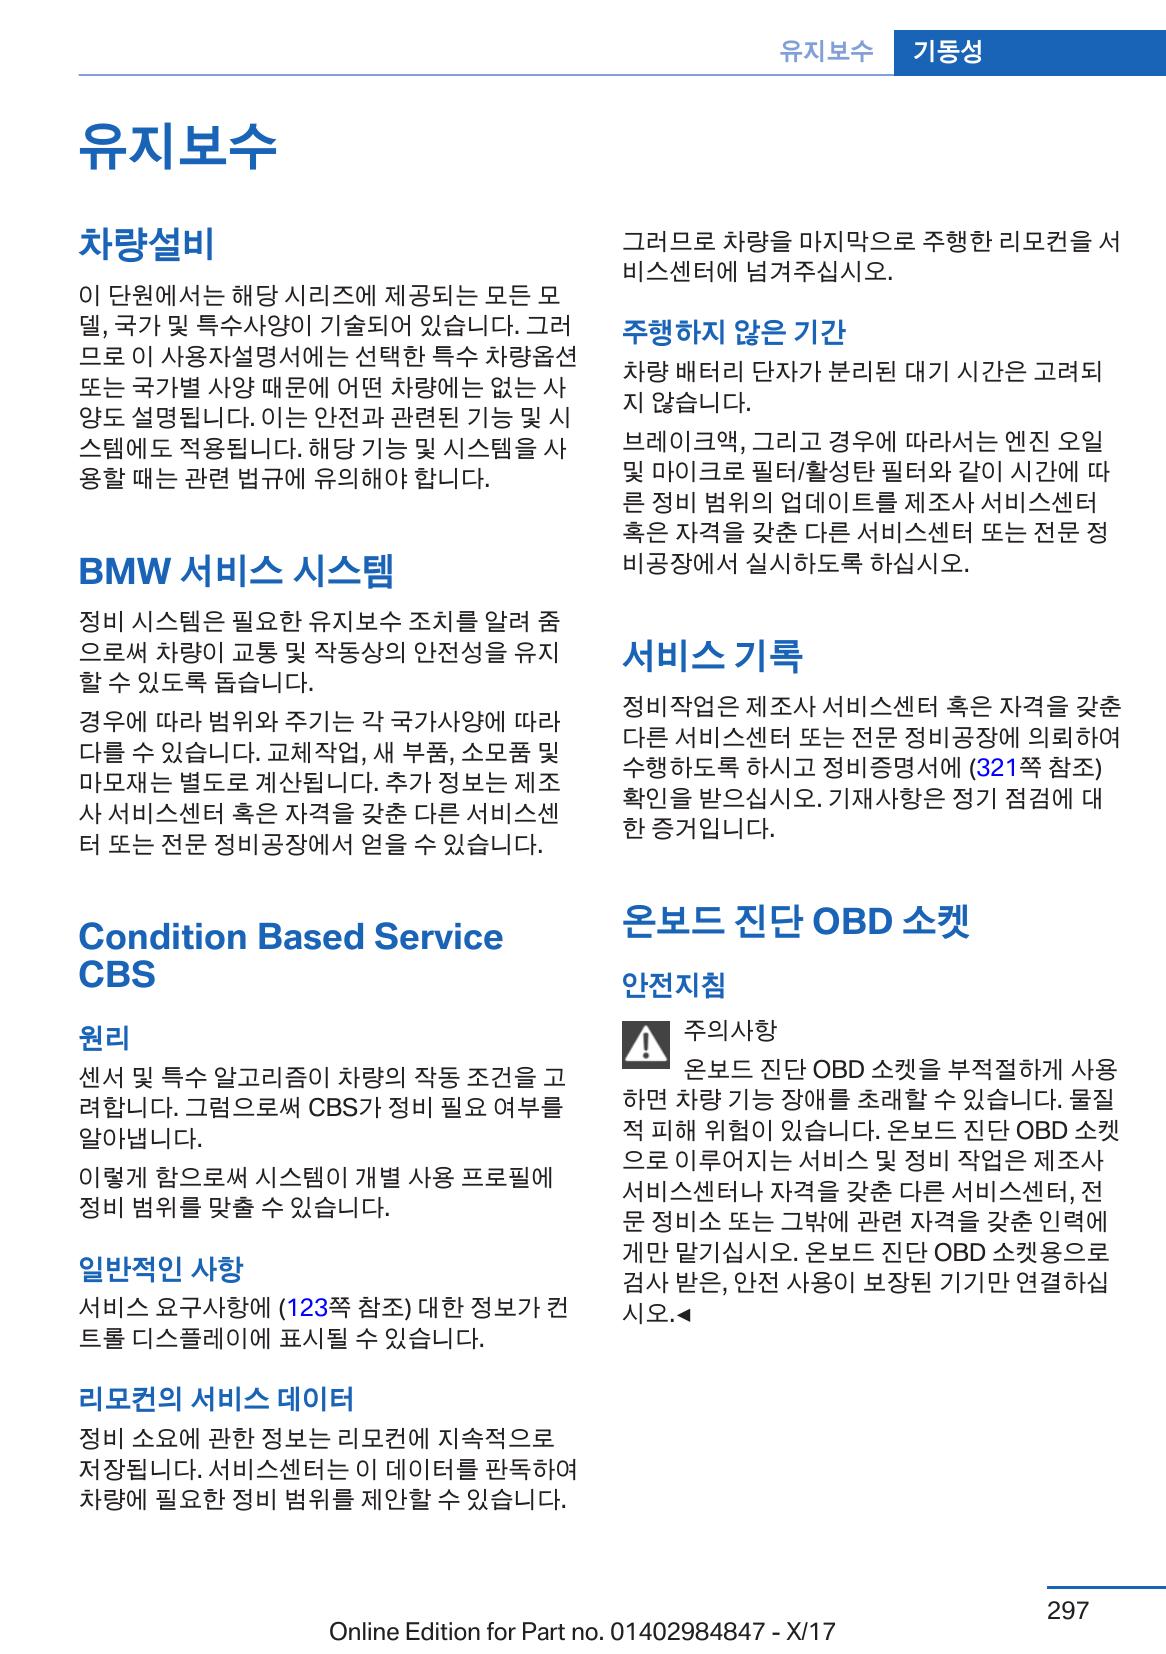 유지보수 기동성
유지보수
차량설비
이 단원에서는 해당 시리즈에 제공되는 모든 모
델, 국가 및 특수사양이 기술되어 있습니다. 그러
므로 이 사용자설명서에는 선택한 특수 차량옵션
또는 국가별 사양 때문에 어떤 차량에는 없는 사
양도 설명됩니다. 이는 안전과 관련된 기능 및 시
스템에도 적용됩니다. 해당 기능 및 시스템을 사
용할 때는 관련 법규에 유의해야 합니다.
BMW 서비스 시스템
정비 시스템은 필요한 유지보수 조치를 알려 줌
으로써 차량이 교통 및 작동상의 안전성을 유지
할 수 있도록 돕습니다.
경우에 따라 범위와 주기는 각 국가사양에 따라
다를 수 있습니다. 교체작업, 새 부품, 소모품 및
마모재는 별도로 계산됩니다. 추가 정보는 제조
사 서비스센터 혹은 자격을 갖춘 다른 서비스센
터 또는 전문 정비공장에서 얻을 수 있습니다.
Condition Based Service
CBS
원리
센서 및 특수 알고리즘이 차량의 작동 조건을 고
려합니다. 그럼으로써 CBS가 정비 필요 여부를
알아냅니다.
이렇게 함으로써 시스템이 개별 사용 프로필에
정비 범위를 맞출 수 있습니다.
일반적인 사항
서비스 요구사항에 (123쪽 참조) 대한 정보가 컨
트롤 디스플레이에 표시될 수 있습니다.
리모컨의 서비스 데이터
정비 소요에 관한 정보는 리모컨에 지속적으로
저장됩니다. 서비스센터는 이 데이터를 판독하여
차량에 필요한 정비 범위를 제안할 수 있습니다.
그러므로 차량을 마지막으로 주행한 리모컨을 서
비스센터에 넘겨주십시오.
주행하지 않은 기간
차량 배터리 단자가 분리된 대기 시간은 고려되
지 않습니다.
브레이크액, 그리고 경우에 따라서는 엔진 오일
및 마이크로 필터/활성탄 필터와 같이 시간에 따
른 정비 범위의 업데이트를 제조사 서비스센터
혹은 자격을 갖춘 다른 서비스센터 또는 전문 정
비공장에서 실시하도록 하십시오.
서비스 기록
정비작업은 제조사 서비스센터 혹은 자격을 갖춘
다른 서비스센터 또는 전문 정비공장에 의뢰하여
수행하도록 하시고 정비증명서에 (321쪽 참조)
확인을 받으십시오. 기재사항은 정기 점검에 대
한 증거입니다.
온보드 진단 OBD 소켓
안전지침
주의사항
온보드 진단 OBD 소켓을 부적절하게 사용
하면 차량 기능 장애를 초래할 수 있습니다. 물질
적 피해 위험이 있습니다. 온보드 진단 OBD 소켓
으로 이루어지는 서비스 및 정비 작업은 제조사
서비스센터나 자격을 갖춘 다른 서비스센터, 전
문 정비소 또는 그밖에 관련 자격을 갖춘 인력에
게만 맡기십시오. 온보드 진단 OBD 소켓용으로
검사 받은, 안전 사용이 보장된 기기만 연결하십
시오.◄
297
Online Edition for Part no. 01402984847 - X/17